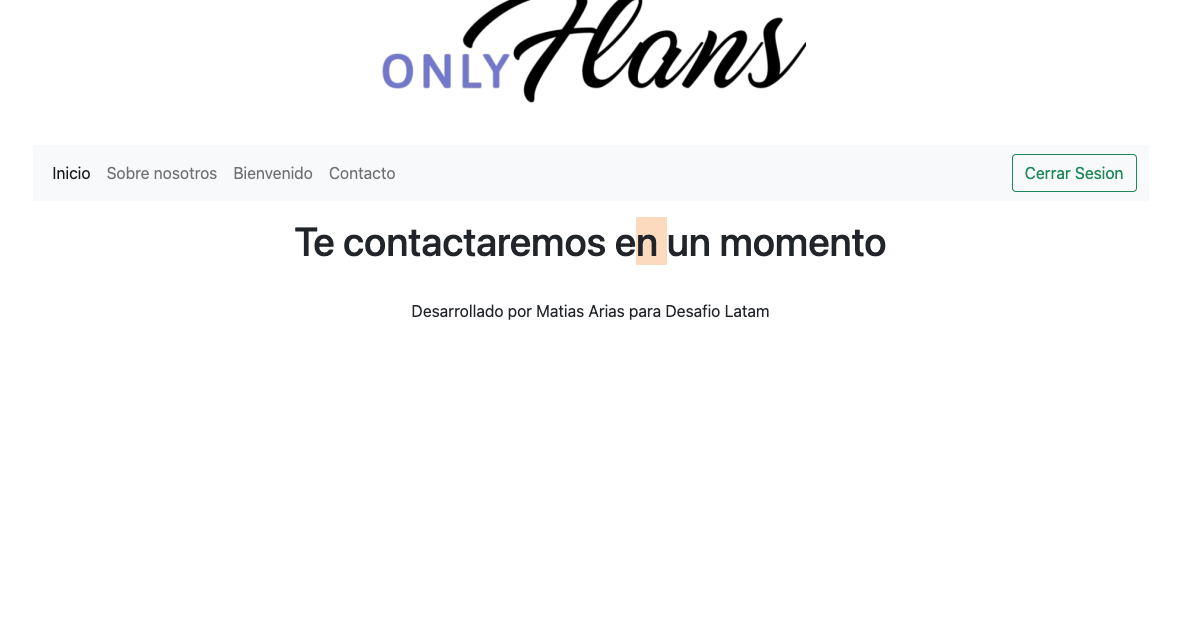 ONLY Flans
Inicio Sobre nosotros Bienvenido Contacto Cerrar Sesion
Te contactaremos en un momento
Desarrollado por Matias Arias para Desafio Latam